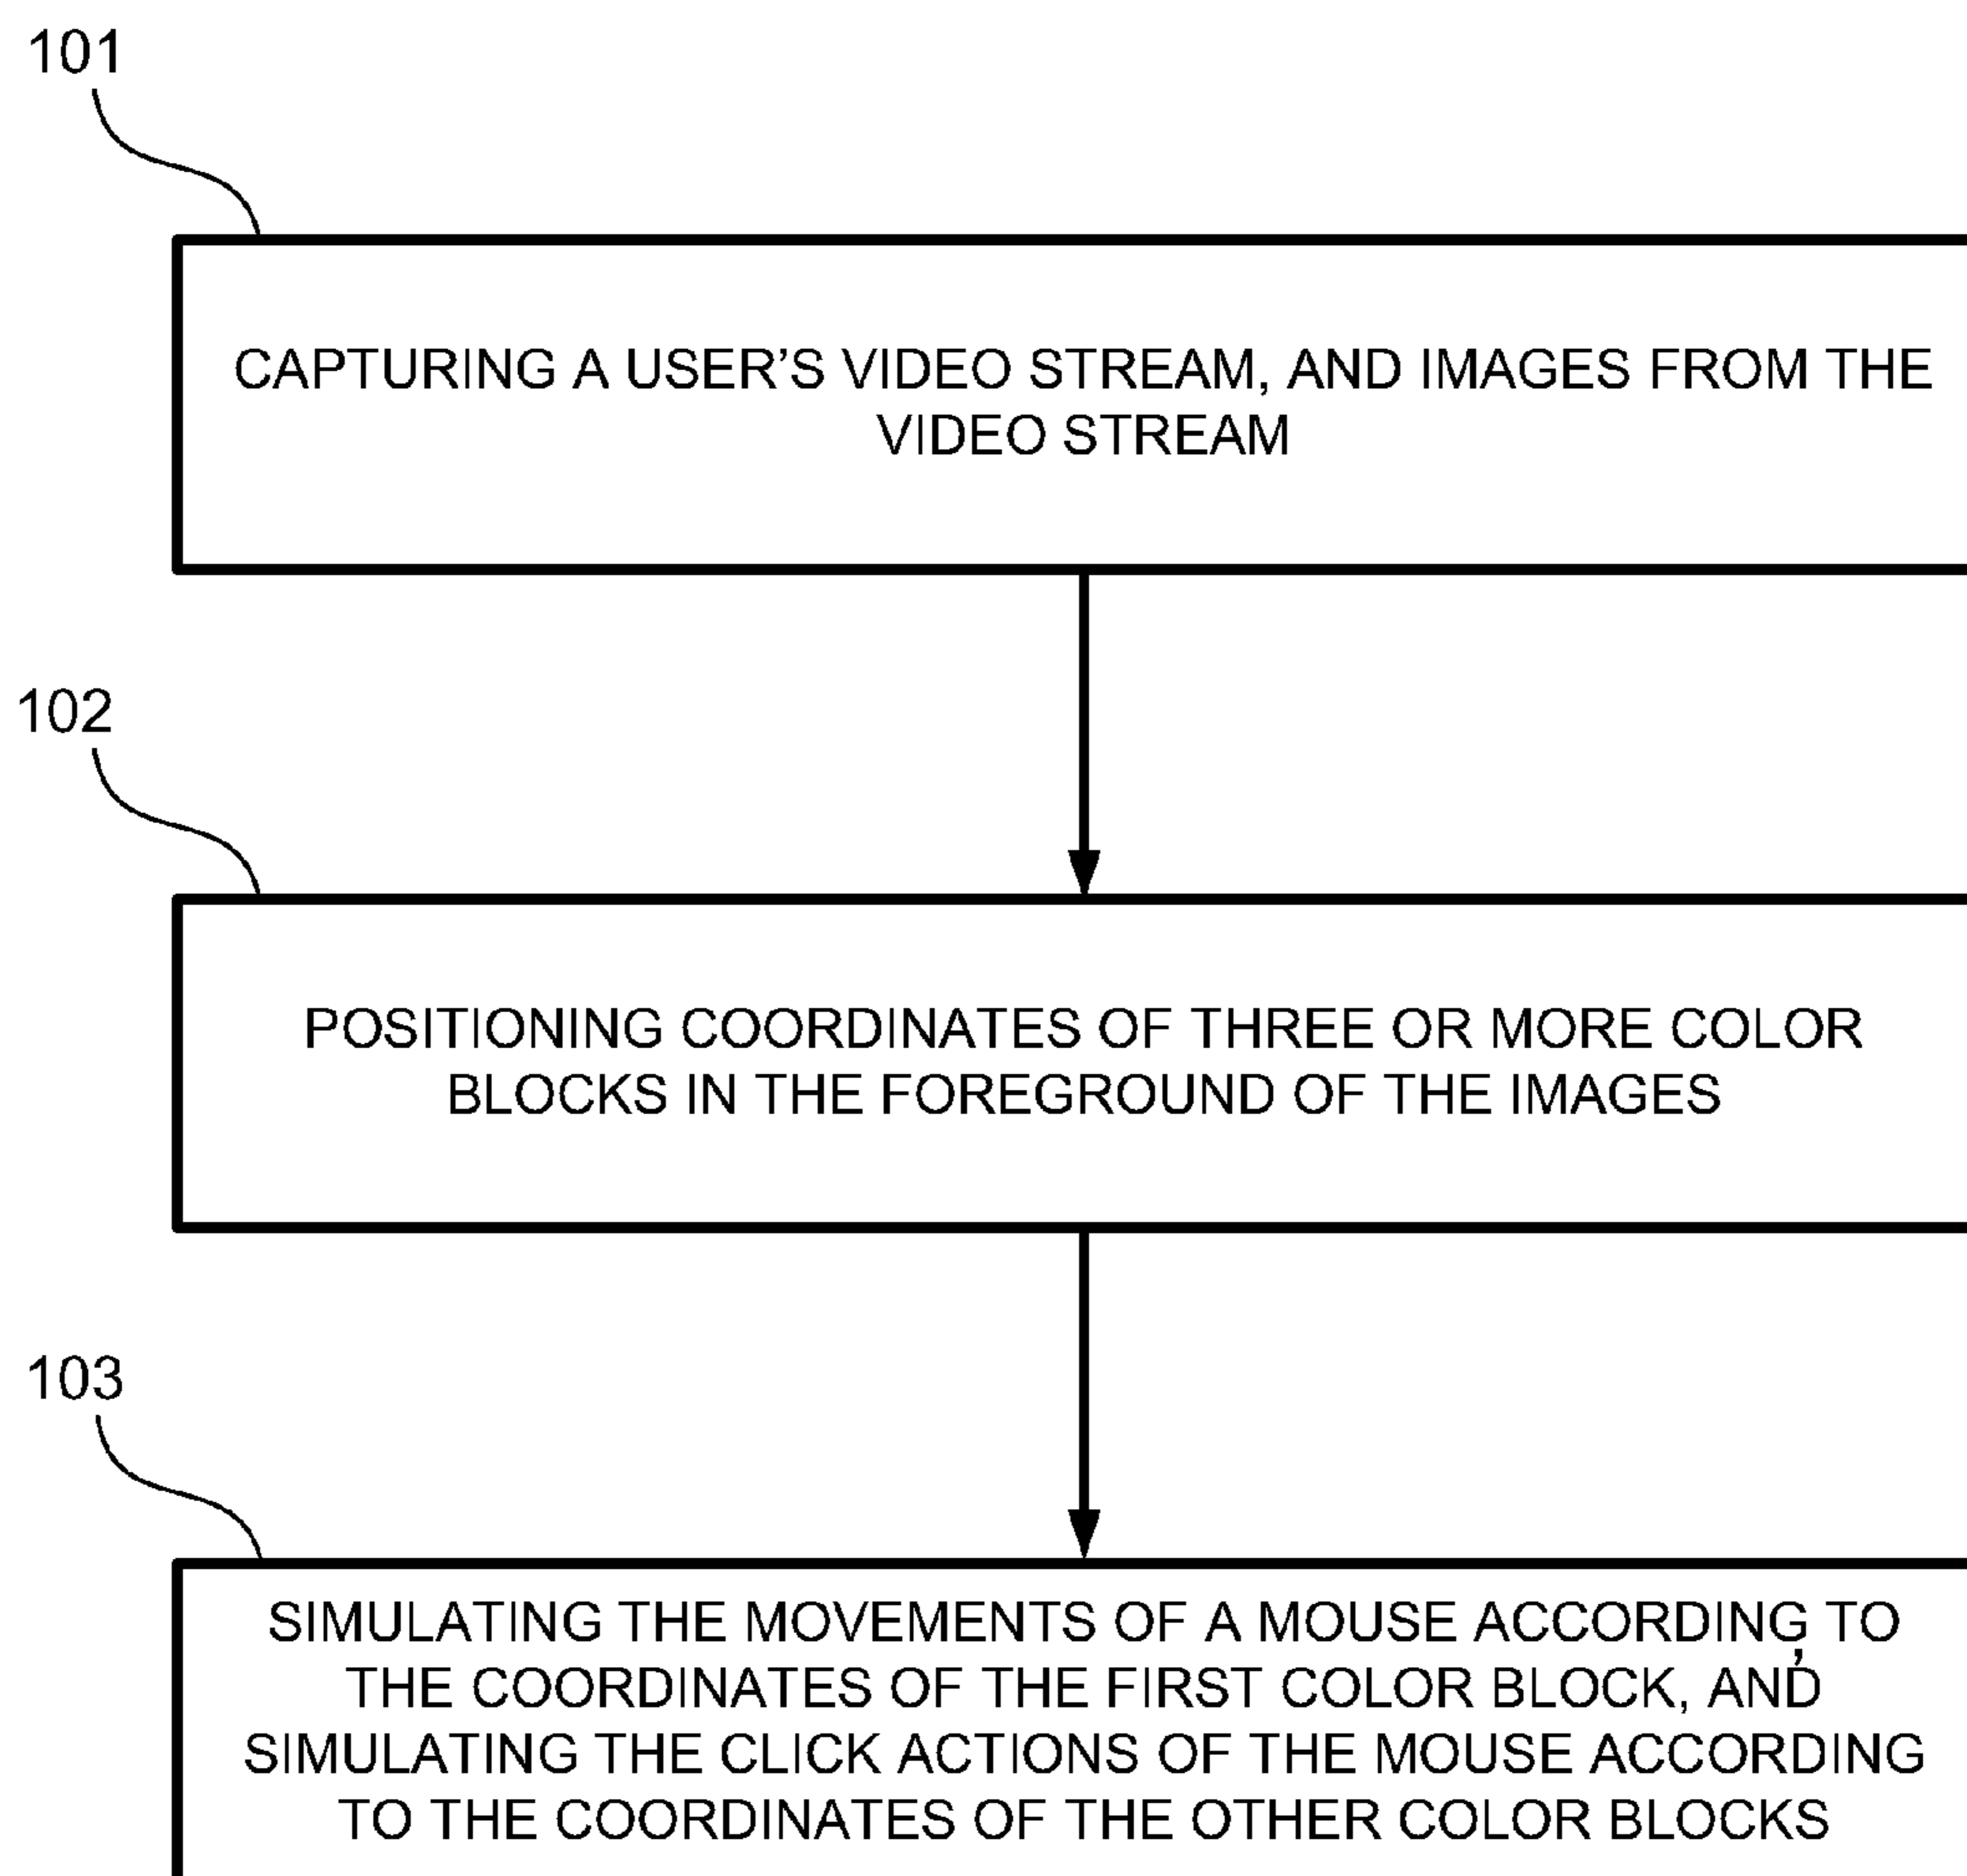 101
CAPTURING A USER’S VIDEO STREAM, AND IMAGES FROM THE
VIDEO STREAM
102
POSITIONING COORDINATES OF THREE OR MORE COLOR
BLOCKS IN THE FOREGROUND OF THE IMAGES
103
SIMULATING THE MOVEMENTS OF A MOUSE ACCORDING TO
THE COORDINATES OF THE FIRST COLOR BLOCK, AND
SIMULATING THE CLICK ACTIONS OF THE MOUSE ACCORDING
TO THE COORDINATES OF THE OTHER COLOR BLOCKS